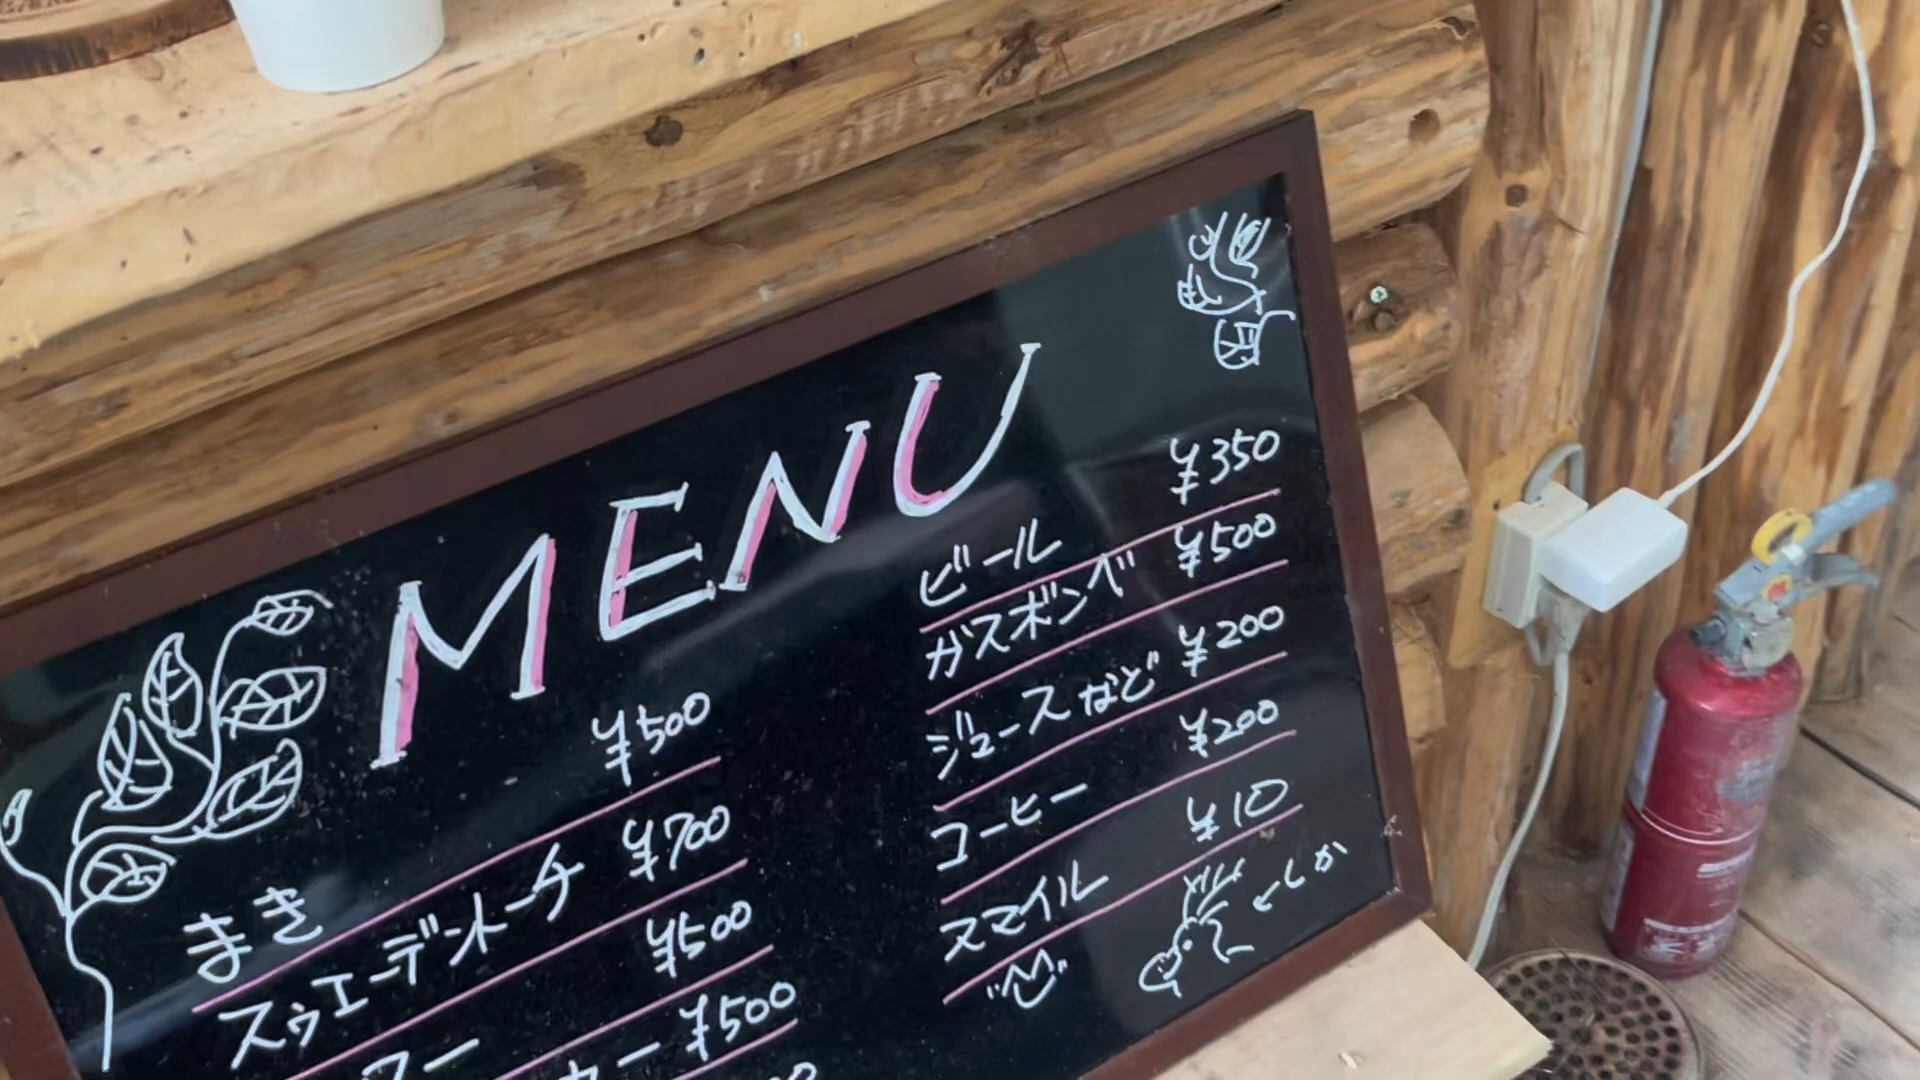 MENU
まき ¥500
スウェーデントーチ ¥700
¥500
¥500
ビール ¥350
ガスボンベ ¥500
ジュースなど ¥200
コーヒー ¥200
スマイル ¥10
←しか